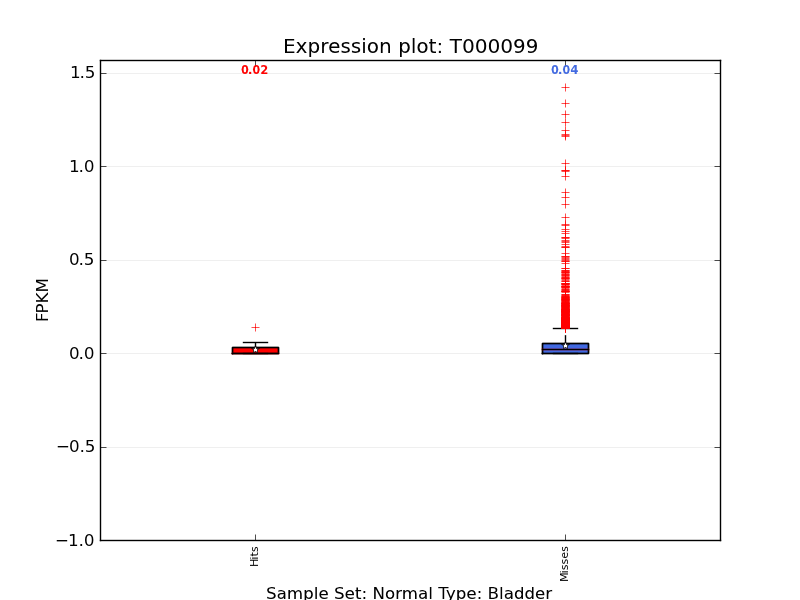 Expression plot: T000099
0.02
0.04
1.5
1.0
0.5
0.0
−0.5
−1.0
FPKM
Hits
Misses
Sample Set: Normal Type: Bladder